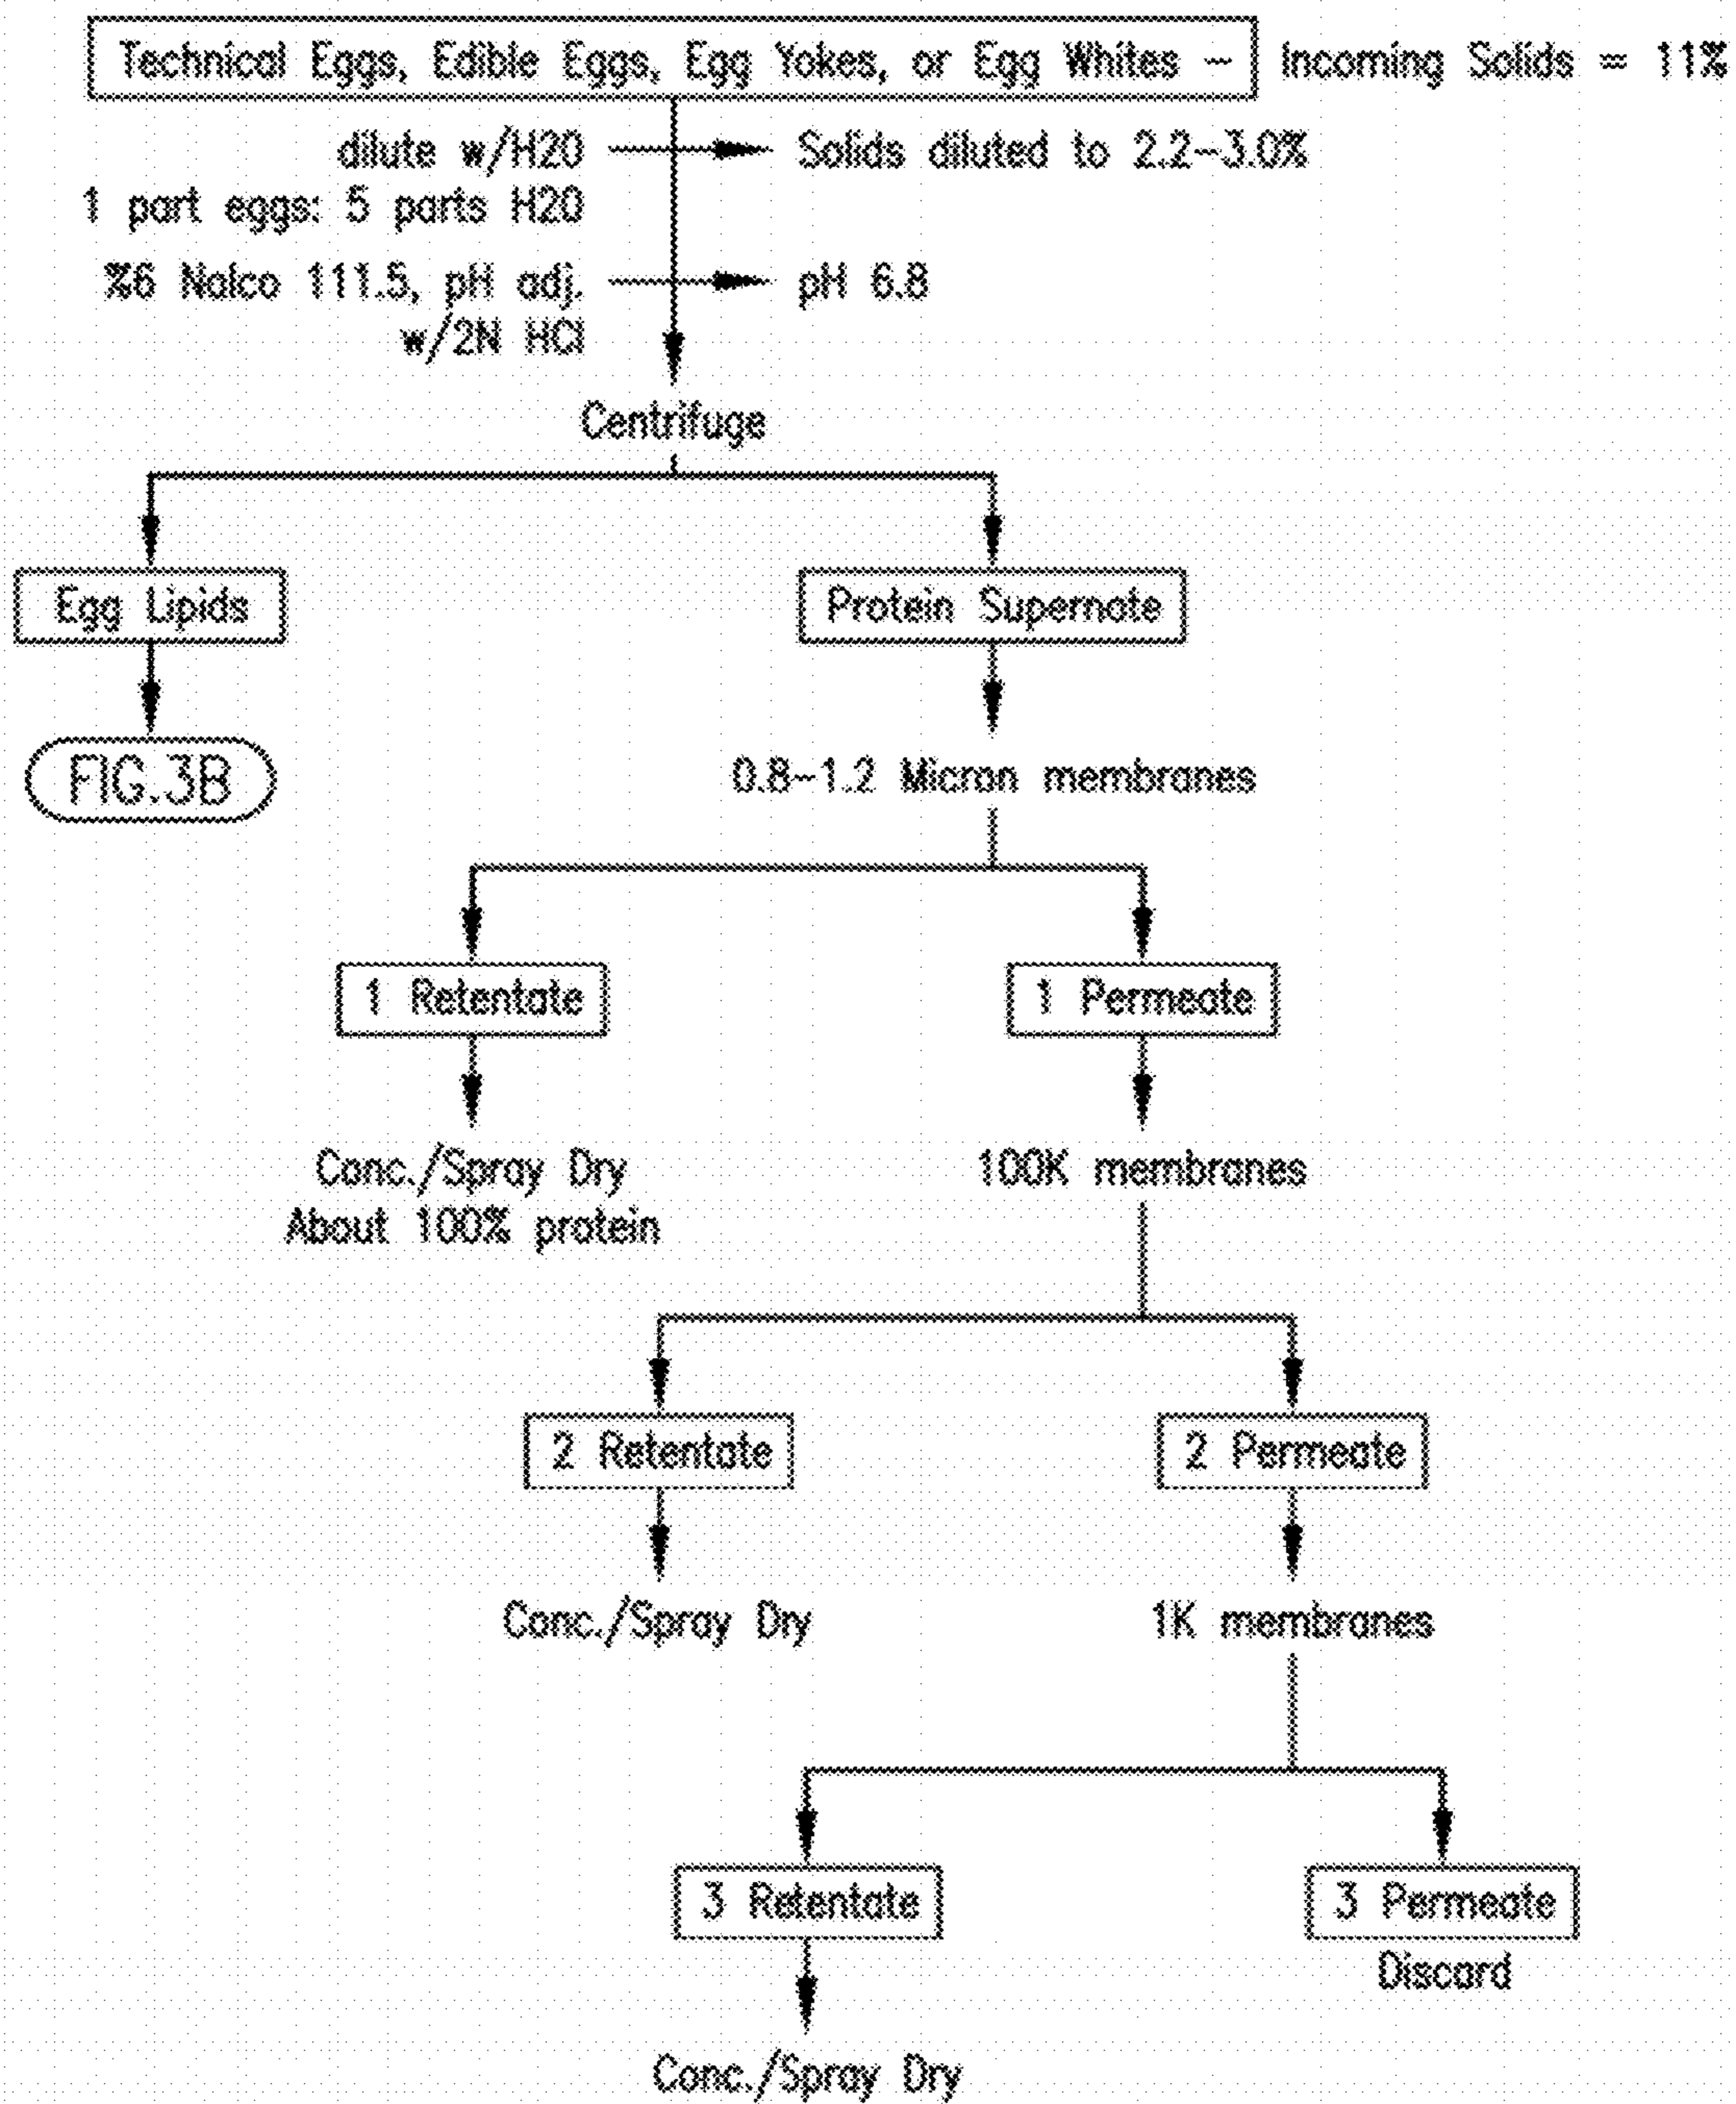 Technical Eggs, Edible Eggs, Egg Yokes, or Egg Whites - Incoming Solids = 11%
dilute w/H20 Solids diluted to 2.2-3.0%
1 part eggs: 5 parts H20
%6 Nalco 111.5, pH adj. pH 6.8
w/2N HCl
Centrifuge
Egg Lipids Protein Supernate
FIG.3B 0.8-1.2 Micron membranes
1 Retentate 1 Permeate
Conc./Spray Dry 100K membranes
About 100% protein
2 Retentate 2 Permeate
Conc./Spray Dry 1K membranes
3 Retentate 3 Permeate
Discard
Conc./Spray Dry